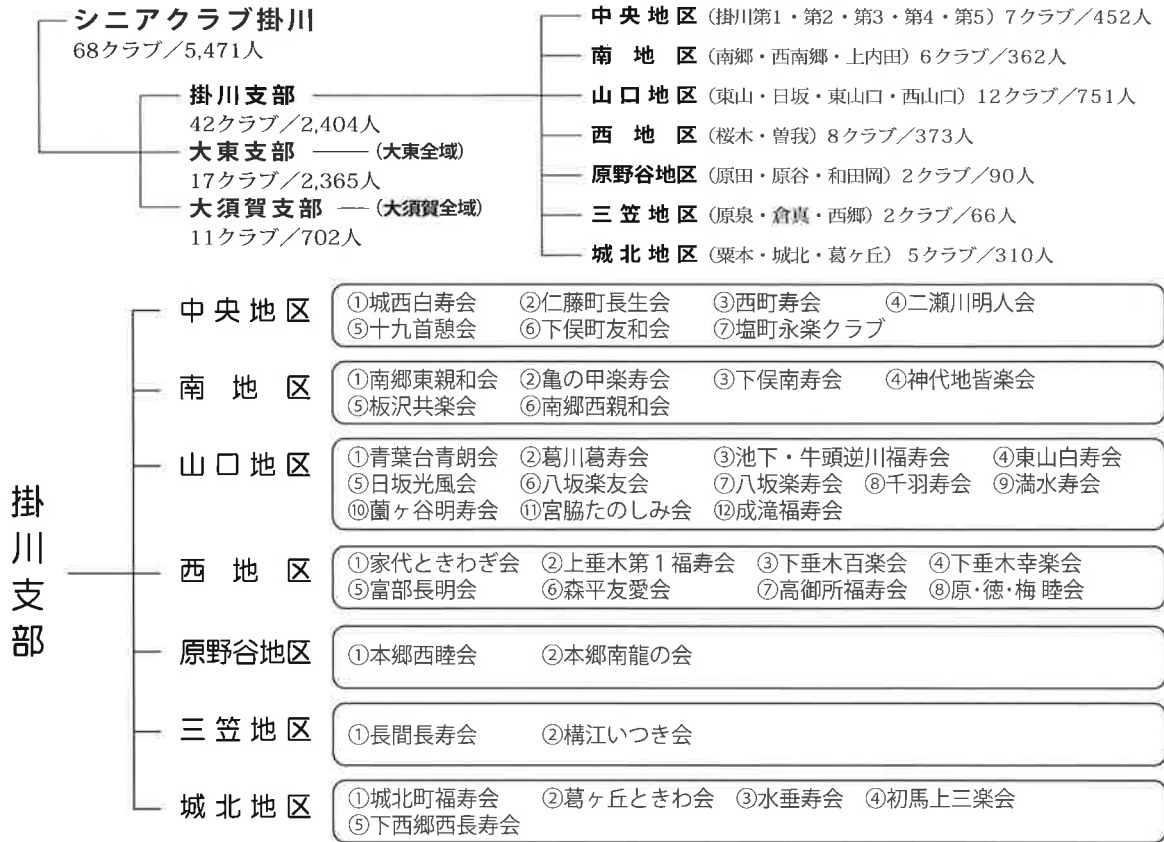 シニアクラブ掛川
68クラブ/5,471人
掛川支部
42クラブ/2,404人
大東支部 (大東全域)
17クラブ/2,365人
大須賀支部 (大須賀全域)
11クラブ/702人
中央地区 (掛川第1・第2・第3・第4・第5) 7クラブ/452人
南地区 (南郷・西南郷・上内田) 6クラブ/362人
山口地区 (東山・日坂・東山口・西山口) 12クラブ/751人
西地区 (桜木・曽我) 8クラブ/373人
原野谷地区 (原田・原谷・和田岡) 2クラブ/90人
三笠地区 (原泉・倉真・西郷) 2クラブ/66人
城北地区 (粟本・城北・葛ヶ丘) 5クラブ/310人
掛川支部
中央地区
①城西白寿会 ②仁藤町長生会 ③西町寿会 ④二瀬川明人会
⑤十九首憩会 ⑥下俣町友和会 ⑦塩町永楽クラブ
南地区
①南郷東親和会 ②亀の甲楽寿会 ③下俣南寿会 ④神代地皆楽会
⑤板沢共楽会 ⑥南郷西親和会
山口地区
①青葉台青朗会 ②葛川葛寿会 ③池下・牛頭逆川福寿会 ④東山白寿会
⑤日坂光風会 ⑥八坂楽友会 ⑦八坂楽寿会 ⑧千羽寿会 ⑨満水寿会
⑩薗ヶ谷明寿会 ⑪宮脇たのしみ会 ⑫成滝福寿会
西地区
①家代ときわぎ会 ②上垂木第1福寿会 ③下垂木百楽会 ④下垂木幸楽会
⑤富部長明会 ⑥森平友愛会 ⑦高御所福寿会 ⑧原・徳・梅 睦会
原野谷地区
①本郷西睦会 ②本郷南龍の会
三笠地区
①長間長寿会 ②構江いつき会
城北地区
①城北町福寿会 ②葛ヶ丘ときわ会 ③水垂寿会 ④初馬上三楽会
⑤下西郷西長寿会